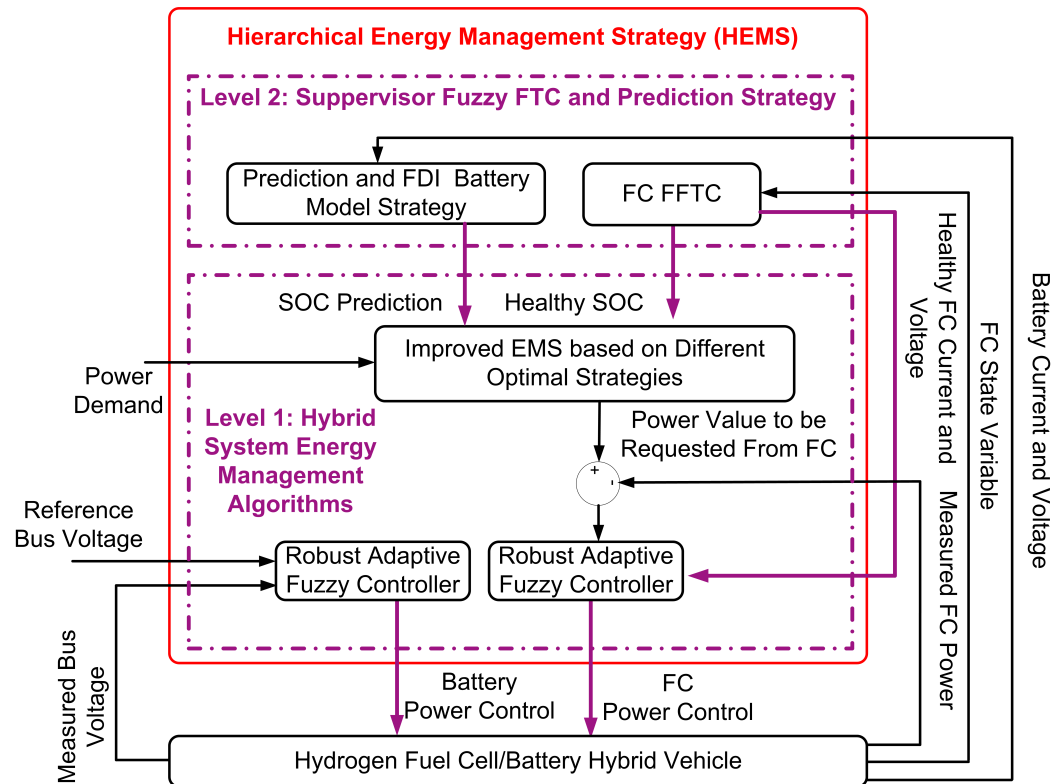 Hierarchical Energy Management Strategy (HEMS)
Level 2: Suppervisor Fuzzy FTC and Prediction Strategy
Prediction and FDI Battery
Model Strategy
FC FFTC
SOC Prediction
Healthy SOC
Improved EMS based on Different
Optimal Strategies
Power
Demand
Level 1: Hybrid
System Energy
Management
Algorithms
Power Value to be
Requested From FC
+
-
Reference
Bus Voltage
Robust Adaptive
Fuzzy Controller
Robust Adaptive
Fuzzy Controller
Measured Bus
Voltage
Battery
Power Control
FC
Power Control
Hydrogen Fuel Cell/Battery Hybrid Vehicle
Healthy FC Current and
Voltage
Measured FC Power
FC State Variable
Battery Current and Voltage